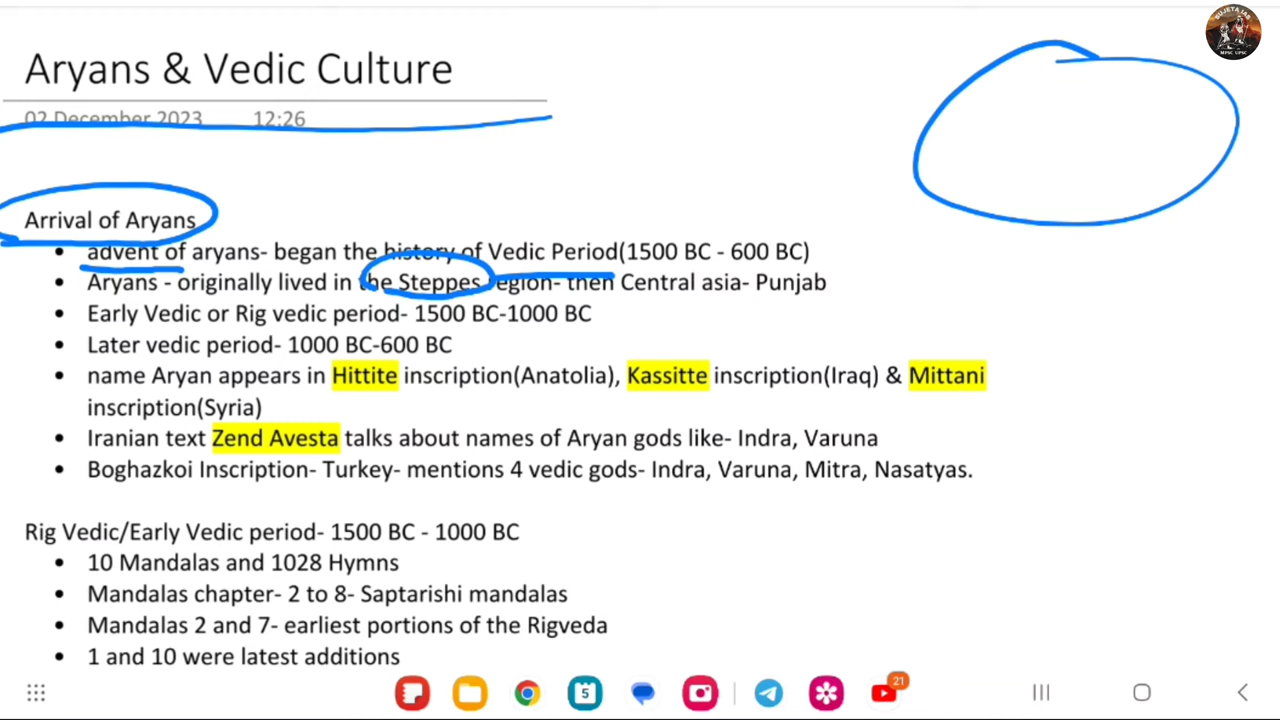 SUJETA IAS
MPSC UPSC
Aryans & Vedic Culture
02 December 2023 12:26
Arrival of Aryans
• advent of aryans- began the history of Vedic Period(1500 BC - 600 BC)
• Aryans - originally lived in the Steppes region- then Central asia- Punjab
• Early Vedic or Rig vedic period- 1500 BC-1000 BC
• Later vedic period- 1000 BC-600 BC
• name Aryan appears in Hittite inscription(Anatolia), Kassitte inscription(Iraq) & Mittani
inscription(Syria)
• Iranian text Zend Avesta talks about names of Aryan gods like- Indra, Varuna
• Boghazkoi Inscription- Turkey- mentions 4 vedic gods- Indra, Varuna, Mitra, Nasatyas.
Rig Vedic/Early Vedic period- 1500 BC - 1000 BC
• 10 Mandalas and 1028 Hymns
• Mandalas chapter- 2 to 8- Saptarishi mandalas
• Mandalas 2 and 7- earliest portions of the Rigveda
• 1 and 10 were latest additions
5
21